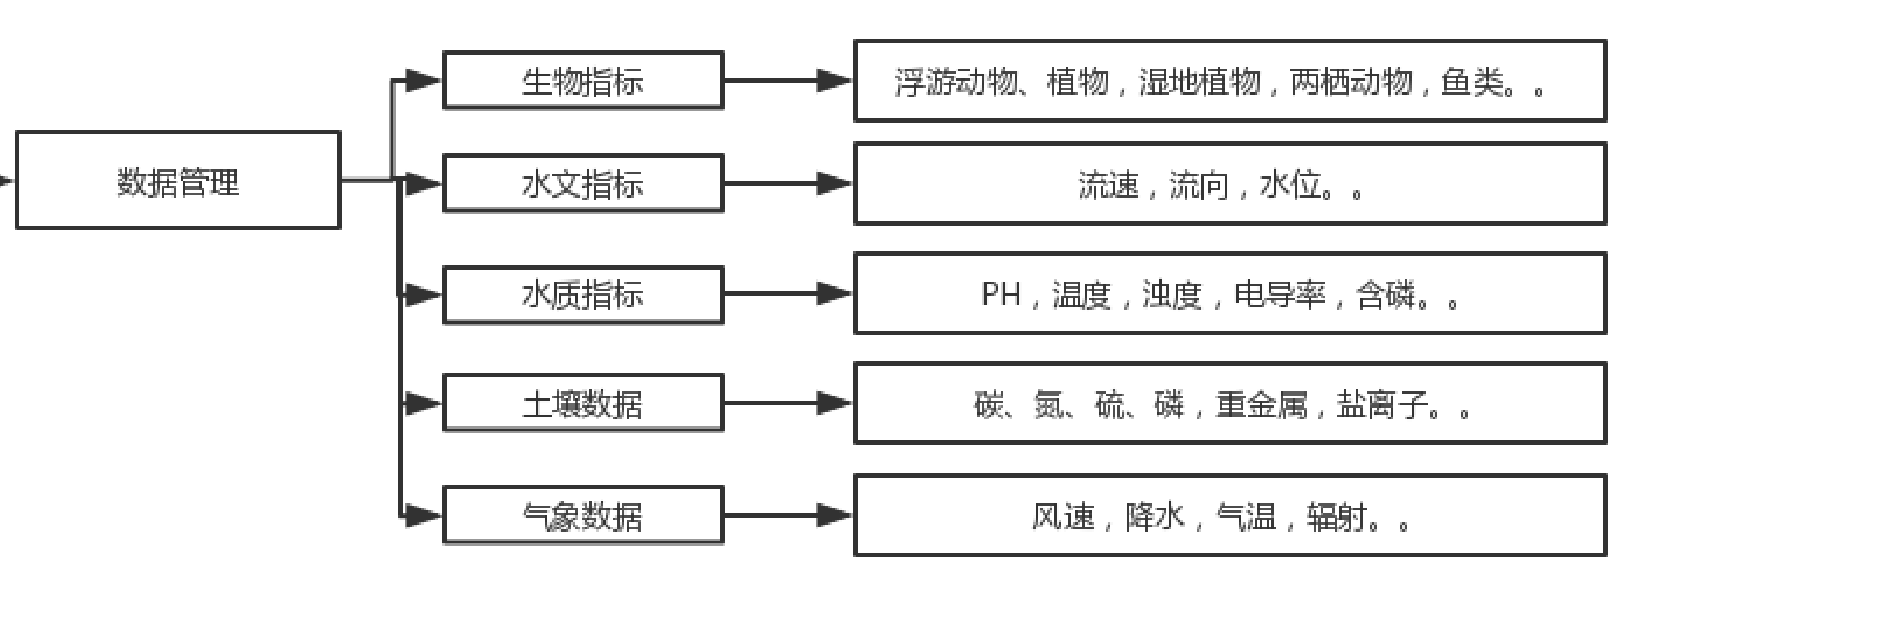 数据管理
生物指标
浮游动物、植物，湿地植物，两栖动物，鱼类。。
水文指标
流速，流向，水位。。
水质指标
PH，温度，浊度，电导率，含磷。。
土壤数据
碳、氮、硫、磷，重金属，盐离子。。
气象数据
风速，降水，气温，辐射。。